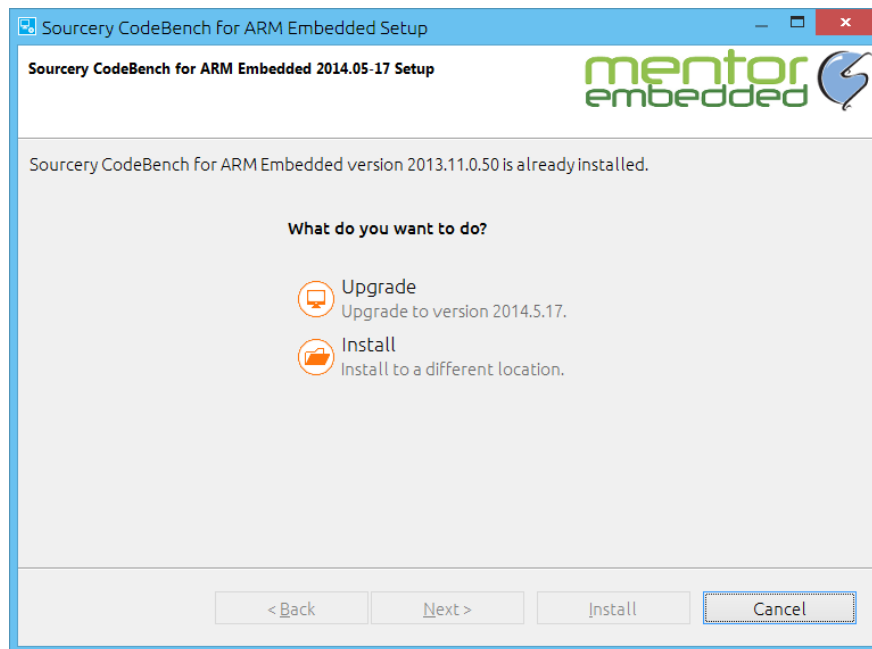 Sourcery CodeBench for ARM Embedded Setup
Sourcery CodeBench for ARM Embedded 2014.05-17 Setup
mentor
embedded
Sourcery CodeBench for ARM Embedded version 2013.11.0.50 is already installed.
What do you want to do?
Upgrade
Upgrade to version 2014.5.17.
Install
Install to a different location.
< Back Next > Install Cancel